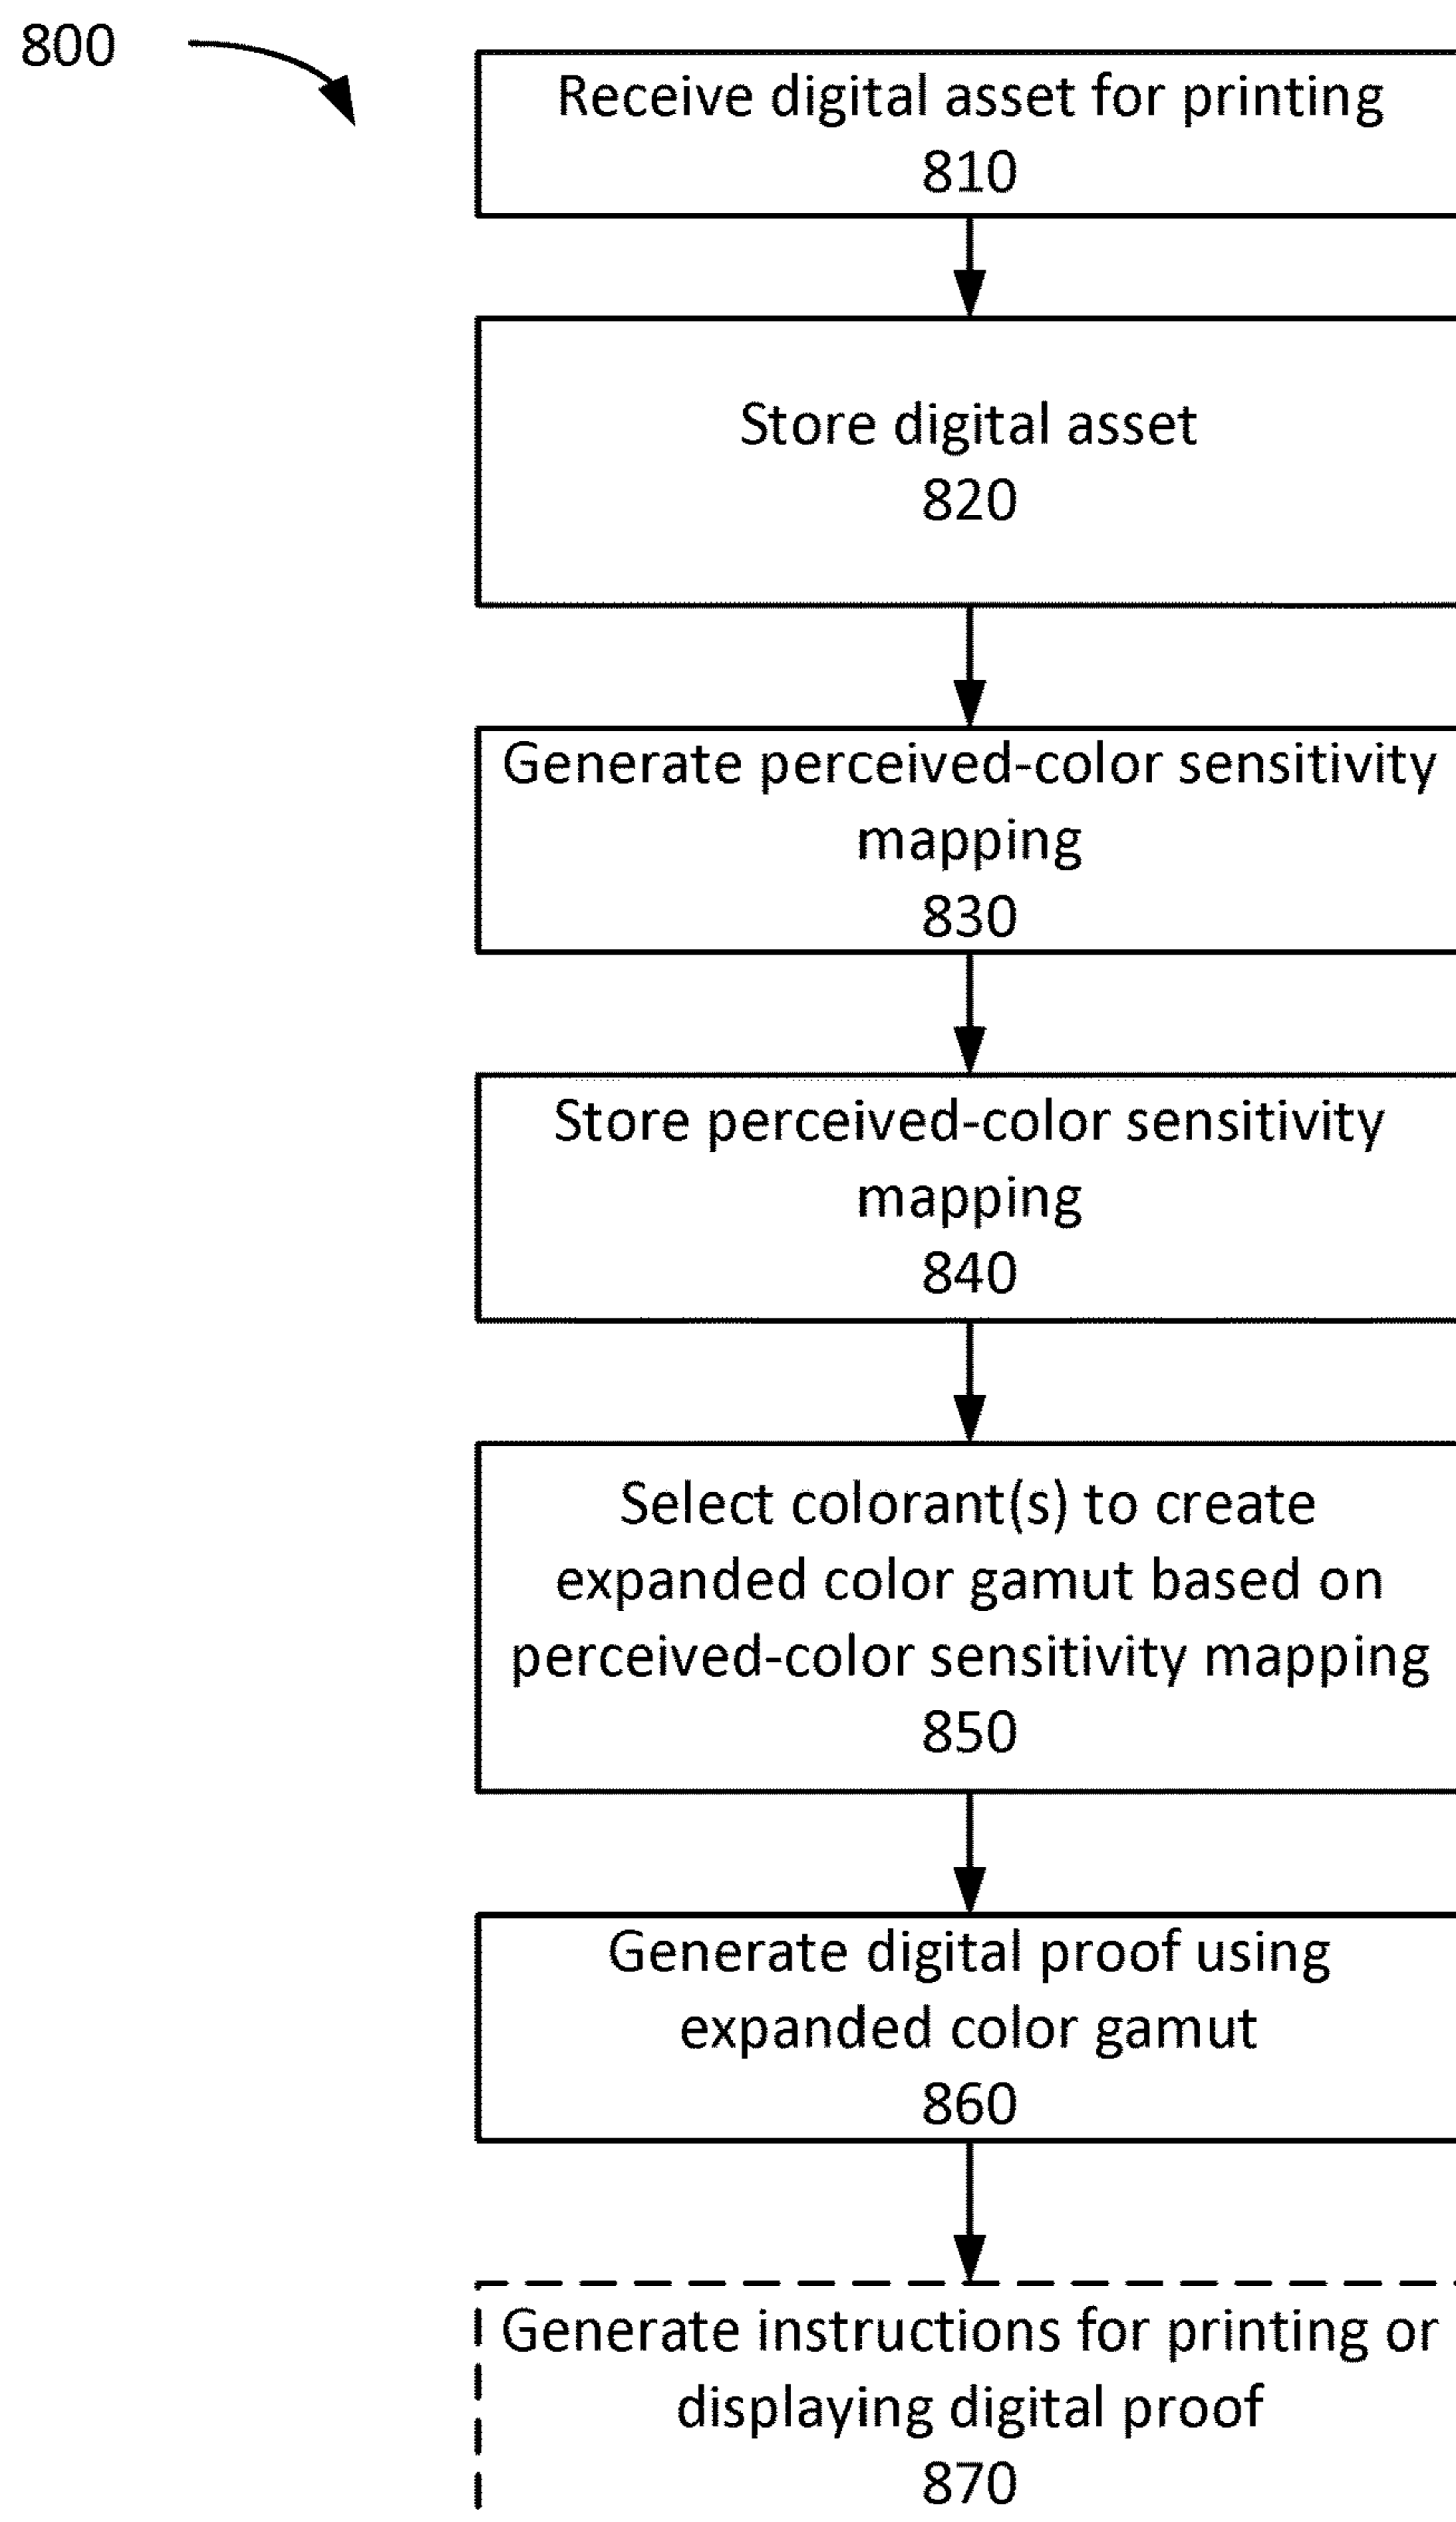 800
Receive digital asset for printing
810
Store digital asset
820
Generate perceived-color sensitivity
mapping
830
Store perceived-color sensitivity
mapping
840
Select colorant(s) to create
expanded color gamut based on
perceived-color sensitivity mapping
850
Generate digital proof using
expanded color gamut
860
Generate instructions for printing or
displaying digital proof
870